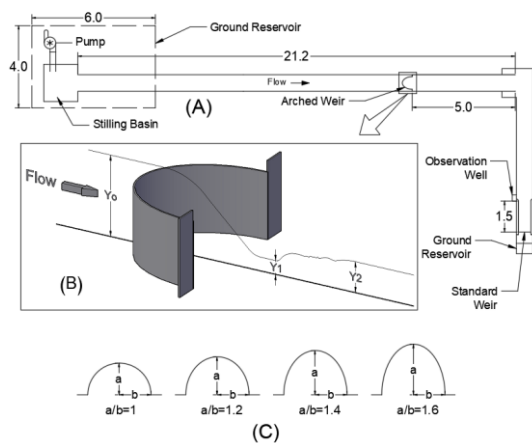 6.0
Ground Reservoir
Pump
4.0
21.2
Flow
Arched Weir
(A)
5.0
Stilling Basin
Observation
Well
1.5
Ground
Reservoir
Standard
Weir
Flow
Yo
(B)
Y1
Y2
a
b
a/b=1
a
b
a/b=1.2
a
b
a/b=1.4
a
b
a/b=1.6
(C)